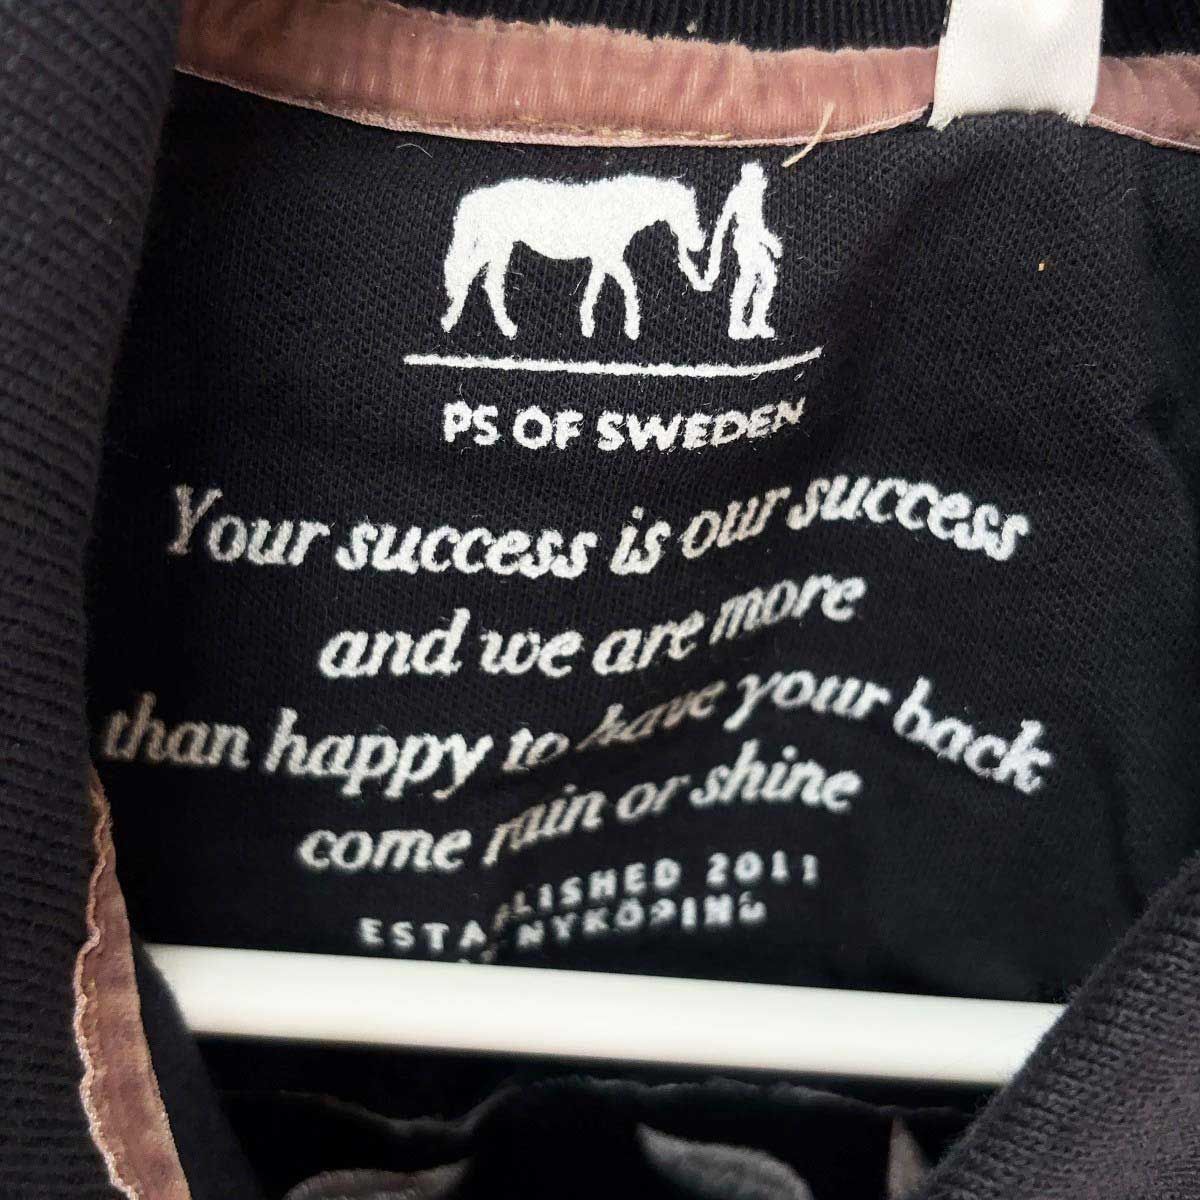 PS OF SWEDEN
Your success is our success
and we are more
than happy to have your back
come rain or shine
ESTABLISHED 2011
NYKÖPING